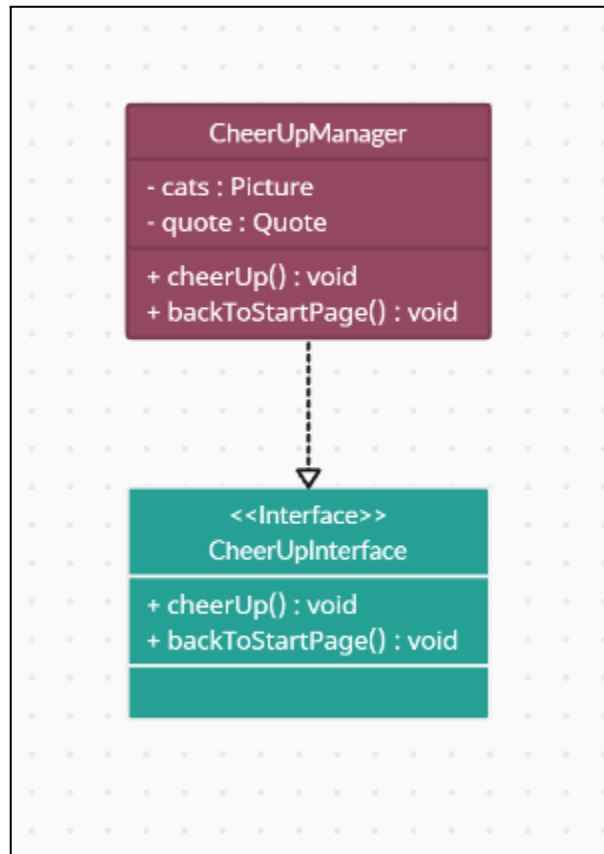 CheerUpManager
- cats : Picture
- quote : Quote
+ cheerUp() : void
+ backToStartPage() : void
<<Interface>>
CheerUpInterface
+ cheerUp() : void
+ backToStartPage() : void